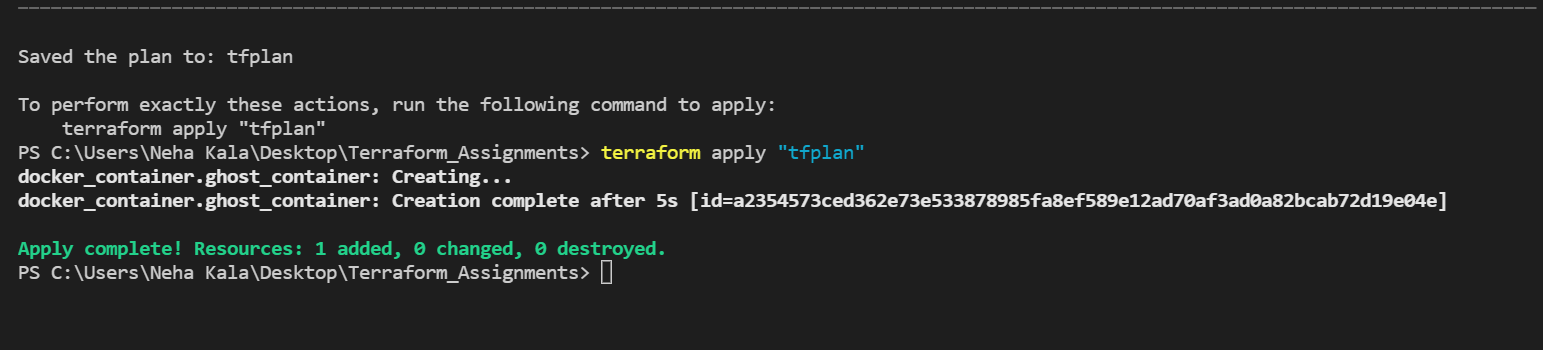 Saved the plan to: tfplan
To perform exactly these actions, run the following command to apply:
terraform apply "tfplan"
PS C:\Users\Neha Kala\Desktop\Terraform_Assignments> terraform apply "tfplan"
docker_container.ghost_container: Creating...
docker_container.ghost_container: Creation complete after 5s [id=a2354573ced362e73e533878985fa8ef589e12ad70af3ad0a82bcab72d19e04e]
Apply complete! Resources: 1 added, 0 changed, 0 destroyed.
PS C:\Users\Neha Kala\Desktop\Terraform_Assignments>